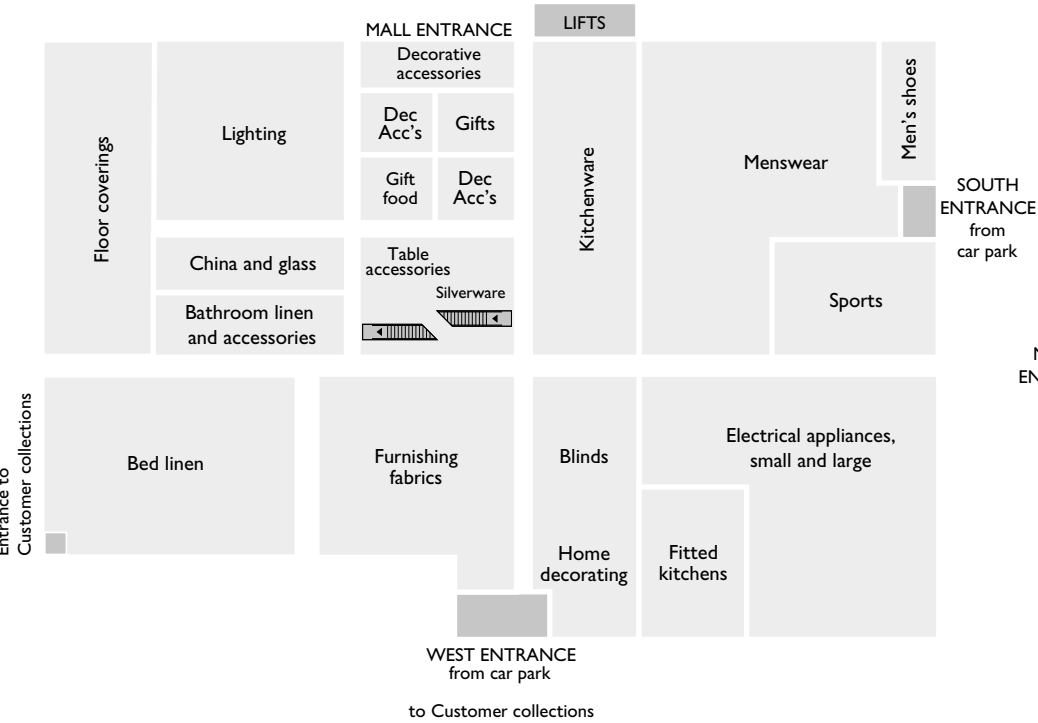 LIFTS
MALL ENTRANCE
Decorative
accessories
Dec
Acc's
Gifts
Gift
food
Dec
Acc's
Lighting
Floor coverings
Kitchenware
Menswear
Men's shoes
SOUTH
ENTRANCE
from
car park
China and glass
Table
accessories
Silverware
Bathroom linen
and accessories
Sports
Entrance to
Customer collections
Bed linen
Furnishing
fabrics
Blinds
Electrical appliances,
small and large
Home
decorating
Fitted
kitchens
WEST ENTRANCE
from car park
to Customer collections